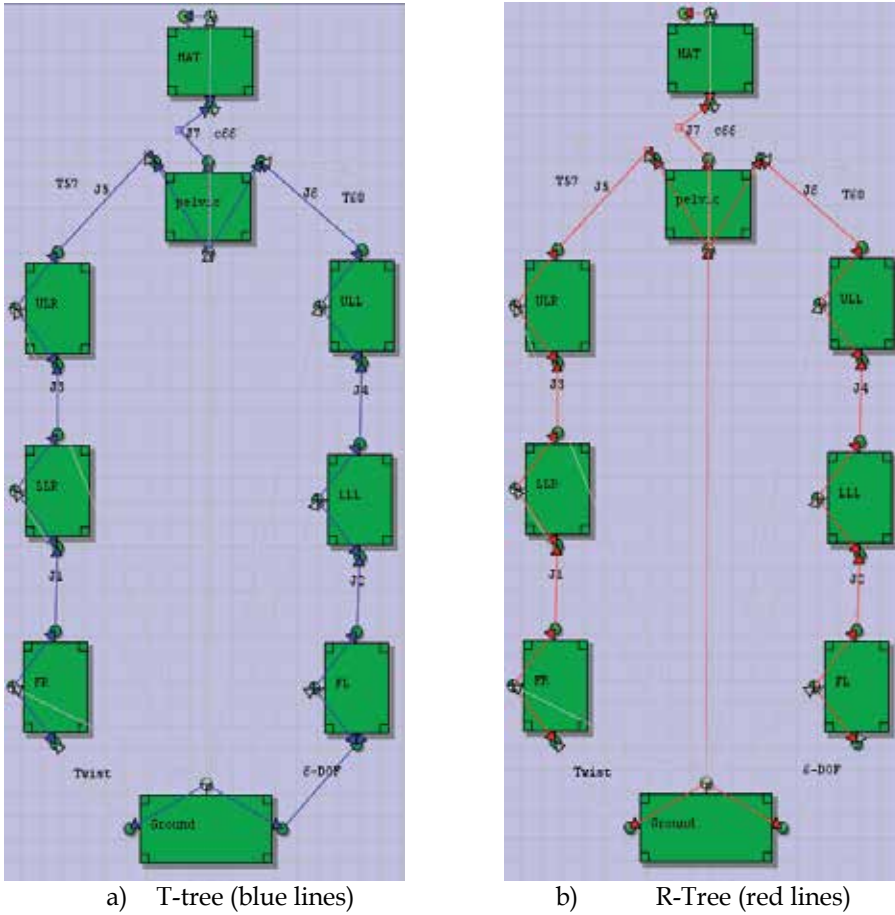 HAT
J7 c66
T57 J5
J6 T68
pelvic
ULR
ULL
J3
J4
LLR
LLL
J1
J2
FR
FL
Twist
6-DOF
Ground
HAT
J7 c66
T57 J5
J6 T68
pelvic
ULR
ULL
J3
J4
LLR
LLL
J1
J2
FR
FL
Twist
6-DOF
Ground
a) T-tree (blue lines)
b) R-Tree (red lines)